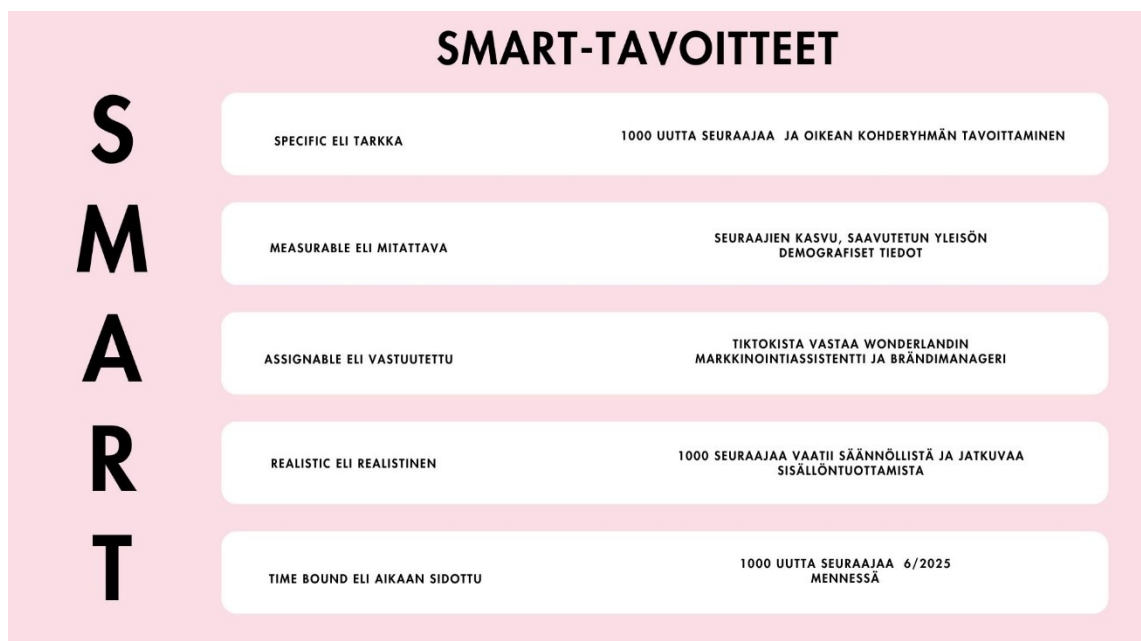 SMART-TAVOITTEET
S
SPECIFIC ELI TARKKA
1000 UUTTA SEURAAJAA JA OIKEAN KOHDERYHMÄN TAVOITTAMINEN
M
MEASURABLE ELI MITATTAVA
SEURAAJIEN KASVU, SAAVUTETUN YLEISÖN
DEMOGRAFISET TIEDOT
A
ASSIGNABLE ELI VASTUUTETTU
TIKTOKISTA VASTAA WONDERLANDIN
MARKKINOINTIASSISTENTTI JA BRÄNDIMANAGERI
R
REALISTIC ELI REALISTINEN
1000 SEURAAJAA VAATII SÄÄNNÖLLISTÄ JA JATKUVAA
SISÄLLÖNTUOTTAMISTA
T
TIME BOUND ELI AIKAAN SIDOTTU
1000 UUTTA SEURAAJAA 6/2025
MENNESSÄ